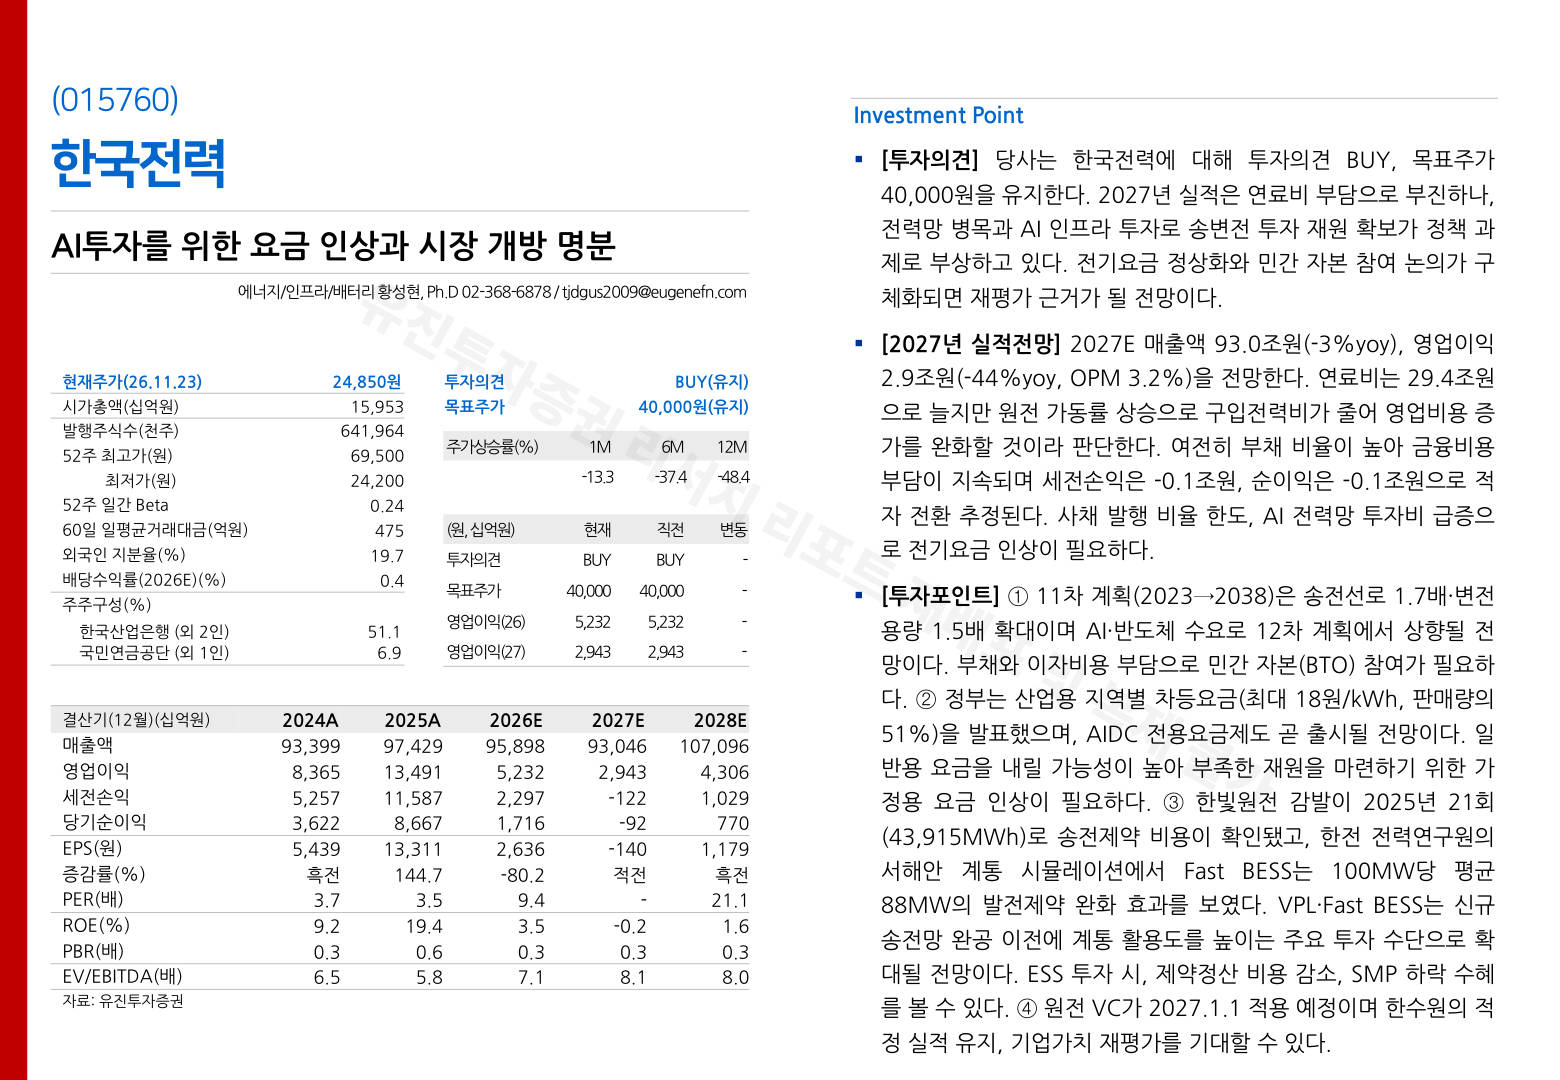 (015760)
한국전력
AI투자를 위한 요금 인상과 시장 개방 명분
에너지/인프라/배터리 황성현, Ph.D 02-368-6878 / tjdgus2009@eugenefn.com
현재주가(26.11.23) 24,850원
시가총액(십억원) 15,953
발행주식수(천주) 641,964
52주 최고가(원) 69,500
최저가(원) 24,200
52주 일간 Beta 0.24
60일 일평균거래대금(억원) 475
외국인 지분율(%) 19.7
배당수익률(2026E)(%) 0.4
주주구성(%)
한국산업은행 (외 2인) 51.1
국민연금공단 (외 1인) 6.9
투자의견 BUY(유지)
목표주가 40,000원(유지)
주가상승률(%) 1M 6M 12M
-13.3 -37.4 -48.4
(원, 십억원) 현재 직전 변동
투자의견 BUY BUY -
목표주가 40,000 40,000 -
영업이익(26) 5,232 5,232 -
영업이익(27) 2,943 2,943 -
결산기(12월)(십억원) 2024A 2025A 2026E 2027E 2028E
매출액 93,399 97,429 95,898 93,046 107,096
영업이익 8,365 13,491 5,232 2,943 4,306
세전손익 5,257 11,587 2,297 -122 1,029
당기순이익 3,622 8,667 1,716 -92 770
EPS(원) 5,439 13,311 2,636 -140 1,179
증감률(%) 흑전 144.7 -80.2 적전 흑전
PER(배) 3.7 3.5 9.4 - 21.1
ROE(%) 9.2 19.4 3.5 -0.2 1.6
PBR(배) 0.3 0.6 0.3 0.3 0.3
EV/EBITDA(배) 6.5 5.8 7.1 8.1 8.0
자료: 유진투자증권
Investment Point
▪ [투자의견] 당사는 한국전력에 대해 투자의견 BUY, 목표주가
40,000원을 유지한다. 2027년 실적은 연료비 부담으로 부진하나,
전력망 병목과 AI 인프라 투자로 송변전 투자 재원 확보가 정책 과
제로 부상하고 있다. 전기요금 정상화와 민간 자본 참여 논의가 구
체화되면 재평가 근거가 될 전망이다.
▪ [2027년 실적전망] 2027E 매출액 93.0조원(-3%yoy), 영업이익
2.9조원(-44%yoy, OPM 3.2%)을 전망한다. 연료비는 29.4조원
으로 늘지만 원전 가동률 상승으로 구입전력비가 줄어 영업비용 증
가를 완화할 것이라 판단한다. 여전히 부채 비율이 높아 금융비용
부담이 지속되며 세전손익은 -0.1조원, 순이익은 -0.1조원으로 적
자 전환 추정된다. 사채 발행 비율 한도, AI 전력망 투자비 급증으
로 전기요금 인상이 필요하다.
▪ [투자포인트] ① 11차 계획(2023→2038)은 송전선로 1.7배·변전
용량 1.5배 확대이며 AI·반도체 수요로 12차 계획에서 상향될 전
망이다. 부채와 이자비용 부담으로 민간 자본(BTO) 참여가 필요하
다. ② 정부는 산업용 지역별 차등요금(최대 18원/kWh, 판매량의
51%)을 발표했으며, AIDC 전용요금제도 곧 출시될 전망이다. 일
반용 요금을 내릴 가능성이 높아 부족한 재원을 마련하기 위한 가
정용 요금 인상이 필요하다. ③ 한빛원전 감발이 2025년 21회
(43,915MWh)로 송전제약 비용이 확인됐고, 한전 전력연구원의
서해안 계통 시뮬레이션에서 Fast BESS는 100MW당 평균
88MW의 발전제약 완화 효과를 보였다. VPL·Fast BESS는 신규
송전망 완공 이전에 계통 활용도를 높이는 주요 투자 수단으로 확
대될 전망이다. ESS 투자 시, 제약정산 비용 감소, SMP 하락 수혜
를 볼 수 있다. ④ 원전 VC가 2027.1.1 적용 예정이며 한수원의 적
정 실적 유지, 기업가치 재평가를 기대할 수 있다.